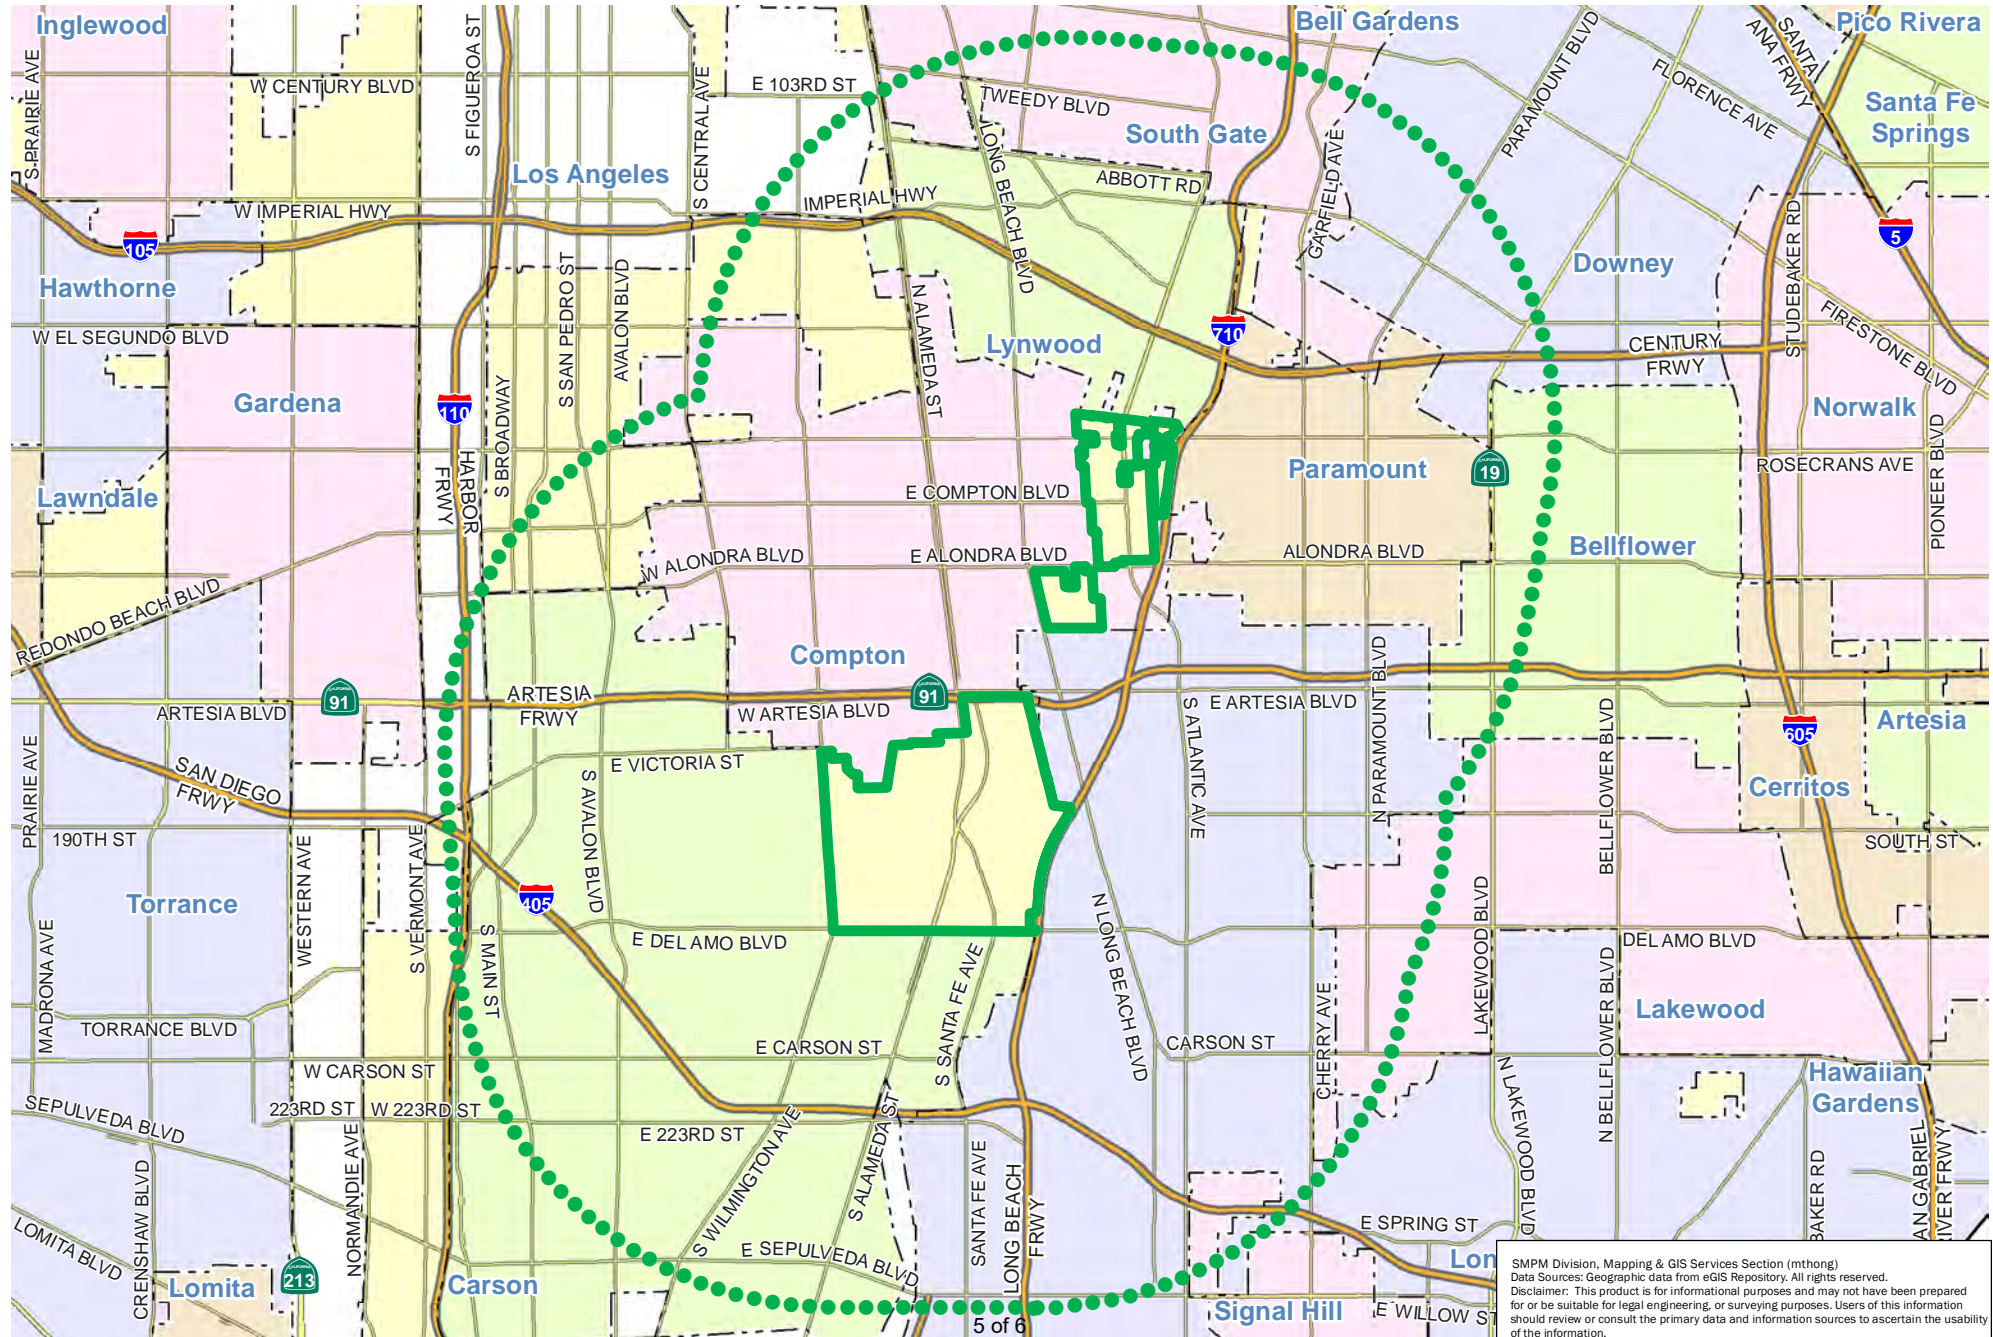 Inglewood
Bell Gardens
Pico Rivera
S PRAIRIE AVE
W CENTURY BLVD
S FIGUEROA ST
S CENTRAL AVE
E 103RD ST
TWEEDY BLVD
LONG BEACH BLVD
South Gate
ABBOTT RD
GARFIELD AVE
PARAMOUNT BLVD
FLORENCE AVE
SANTA
ANA FRWY
Santa Fe
Springs
Los Angeles
W IMPERIAL HWY
IMPERIAL HWY
105
5
STUDEBAKER RD
Downey
Hawthorne
W EL SEGUNDO BLVD
S SAN PEDRO ST
AVALON BLVD
N ALAMEDA ST
Lynwood
710
CENTURY
FRWY
FIRESTONE BLVD
Gardena
110
S BROADWAY
HARBOR
FRWY
Norwalk
PIONEER BLVD
ROSECRANS AVE
Paramount
19
Lawndale
E COMPTON BLVD
W ALONDRA BLVD
E ALONDRA BLVD
ALONDRA BLVD
Bellflower
REDONDO BEACH BLVD
Compton
91
ARTESIA
FRWY
91
ARTESIA BLVD
W ARTESIA BLVD
E ARTESIA BLVD
N PARAMOUNT BLVD
S ATLANTIC AVE
BELLFLOWER BLVD
605
Artesia
PRAIRIE AVE
SAN DIEGO
FRWY
E VICTORIA ST
S AVALON BLVD
Cerritos
190TH ST
SOUTH ST
WESTERN AVE
S VERMONT AVE
405
Torrance
MADRONA AVE
S MAIN ST
E DEL AMO BLVD
S SANTA FE AVE
N LONG BEACH BLVD
CHERRY AVE
LAKEWOOD BLVD
N BELLFLOWER BLVD
DEL AMO BLVD
Lakewood
TORRANCE BLVD
E CARSON ST
CARSON ST
W CARSON ST
Hawaiian
Gardens
SEPULVEDA BLVD
223RD ST
W 223RD ST
E 223RD ST
S WILMINGTON AVE
S ALAMEDA ST
N LAKEWOOD BLVD
CRENSHAW BLVD
NORMANDIE AVE
SANTA FE AVE
LONG BEACH
FRWY
BAKER RD
AN GABRIEL
IVER FRWY
LOMITA BLVD
Lomita
213
Carson
E SEPULVEDA BLVD
E SPRING ST
Lon
Signal Hill
E WILLOW ST
5 of 6
SMPM Division, Mapping & GIS Services Section (mthong)
Data Sources: Geographic data from eGIS Repository. All rights reserved.
Disclaimer: This product is for informational purposes and may not have been prepared
for or be suitable for legal engineering, or surveying purposes. Users of this information
should review or consult the primary data and information sources to ascertain the usability
of the information.